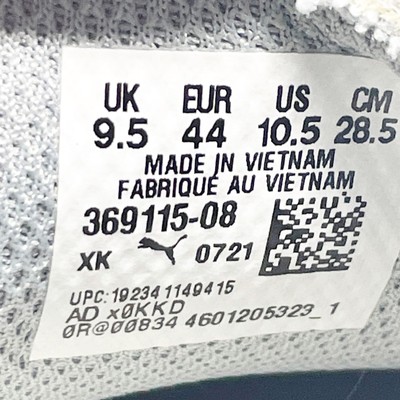 UK EUR US CM
9.5 44 10.5 28.5
MADE IN VIETNAM
FABRIQUÉ AU VIETNAM
369115-08
XK 0721
UPC:192341149415
AD x0KKD
0R@00834 4601205323_1